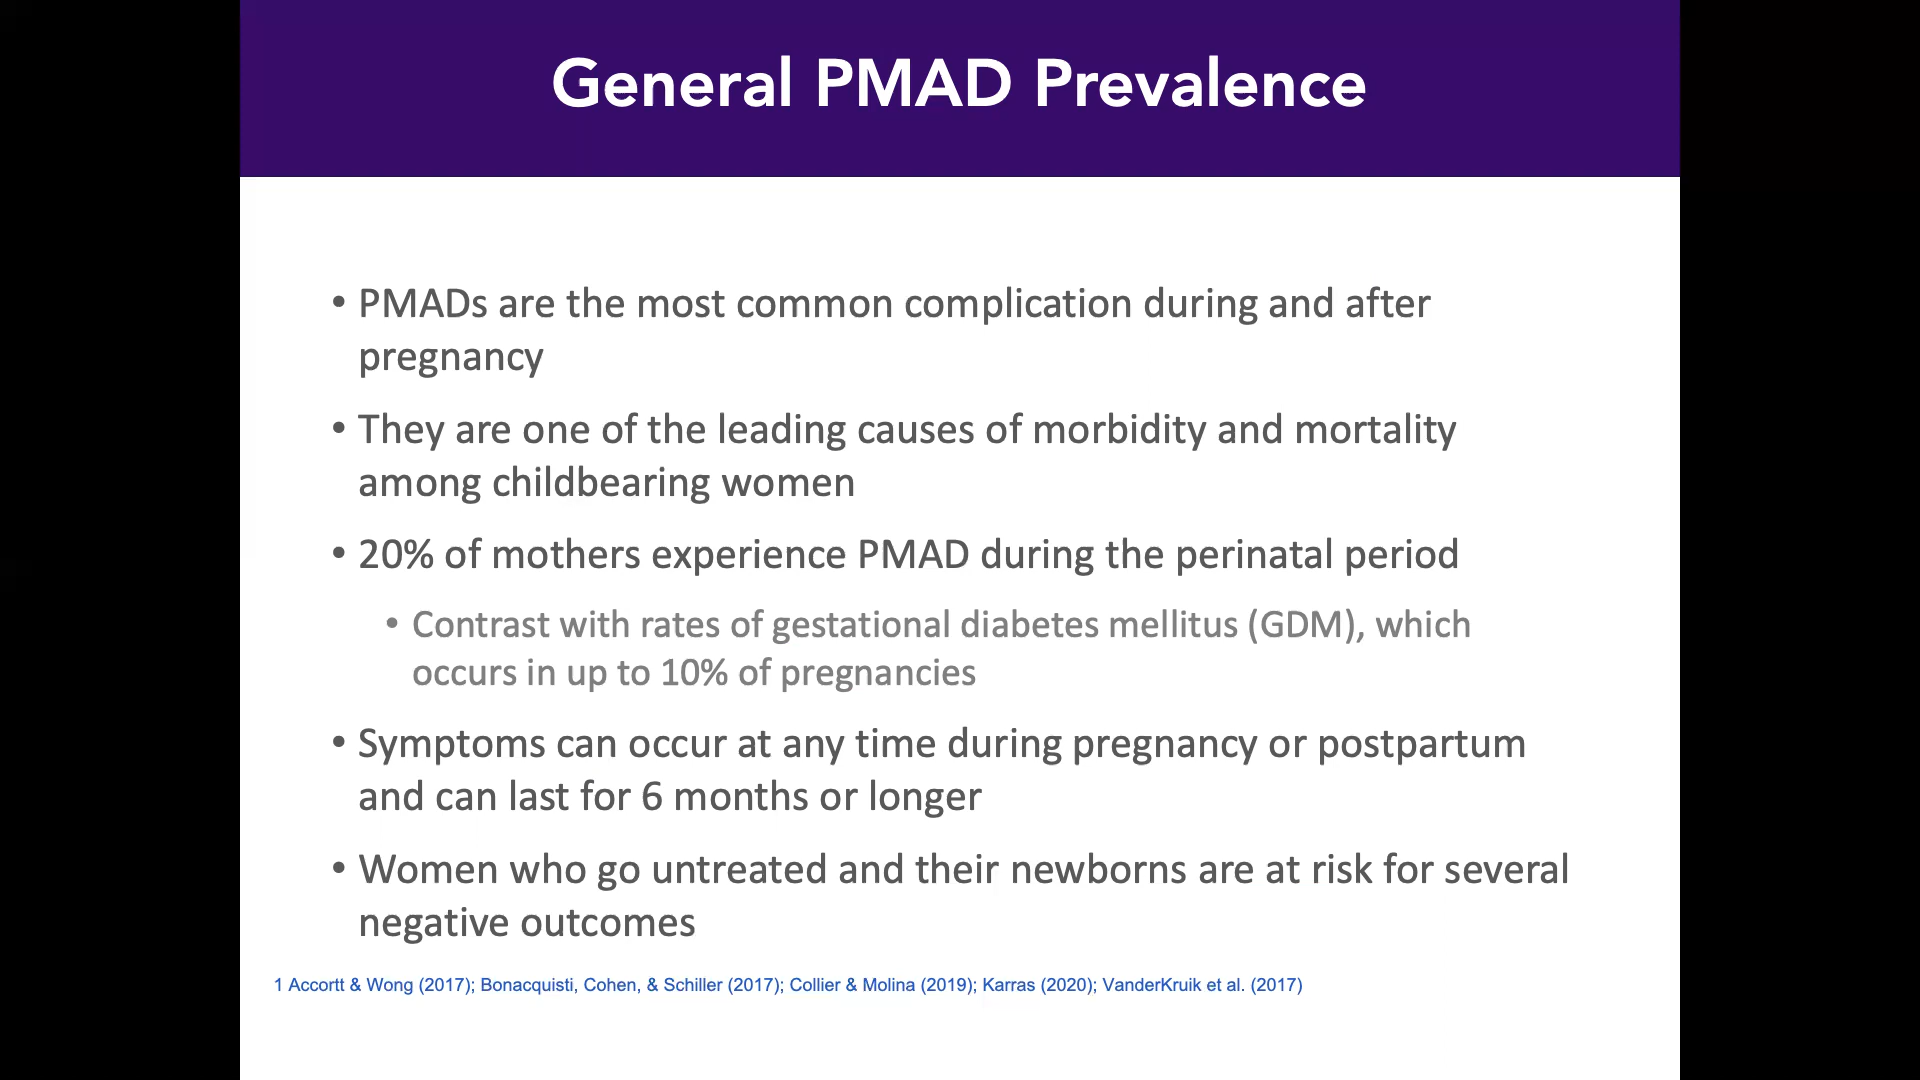 General PMAD Prevalence
• PMADs are the most common complication during and after
pregnancy
• They are one of the leading causes of morbidity and mortality
among childbearing women
• 20% of mothers experience PMAD during the perinatal period
• Contrast with rates of gestational diabetes mellitus (GDM), which
occurs in up to 10% of pregnancies
• Symptoms can occur at any time during pregnancy or postpartum
and can last for 6 months or longer
• Women who go untreated and their newborns are at risk for several
negative outcomes
1 Accortt & Wong (2017); Bonacquisti, Cohen, & Schiller (2017); Collier & Molina (2019); Karras (2020); VanderKruik et al. (2017)